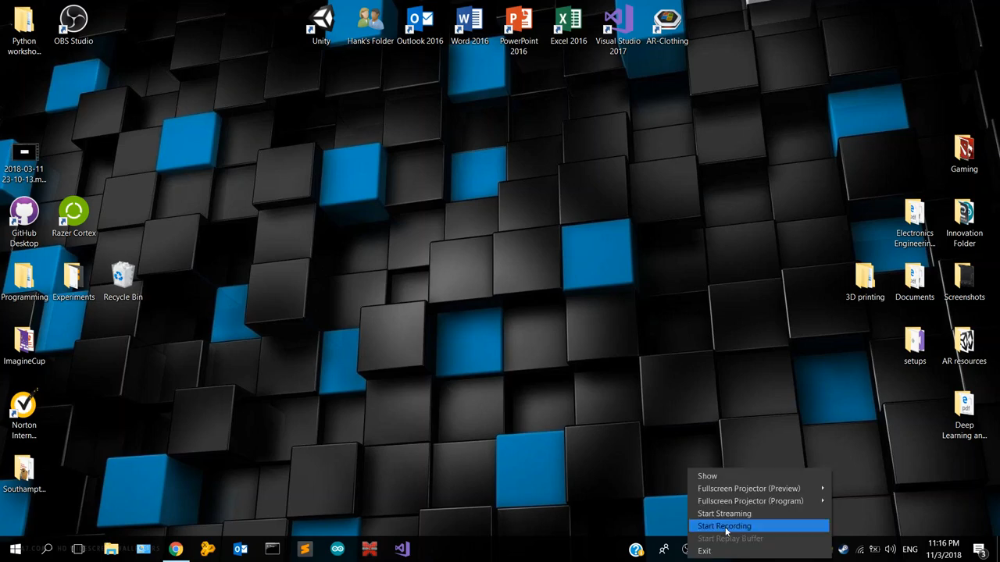 Python
worksho...
OBS Studio
Unity
Hank's Folder
Outlook 2016
Word 2016
PowerPoint
2016
Excel 2016
Visual Studio
2017
AR-Clothing
2018-03-11
23-10-13.m...
Gaming
GitHub
Desktop
Razer Cortex
Electronics
Engineerin...
Innovation
Folder
Programming
Experiments
Recycle Bin
3D printing
Documents
Screenshots
ImagineCup
setups
AR resources
Norton
Intern...
pdf
Deep
Learning an...
Southampt...
Show
Fullscreen Projector (Preview)
Fullscreen Projector (Program)
Start Streaming
Start Recording
Start Replay Buffer
Exit
11:16 PM
11/3/2018
3